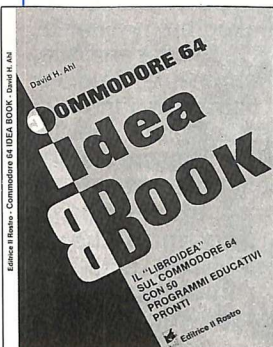 Editrice Il Rostro - Commodore 64 IDEA BOOK - David H. Ahl
David H. Ahl
COMMODORE 64
idea
BOOK
IL "LIBROIDEA"
SUL COMMODORE 64
CON 50
PROGRAMMI EDUCATIVI
PRONTI
Editrice Il Rostro